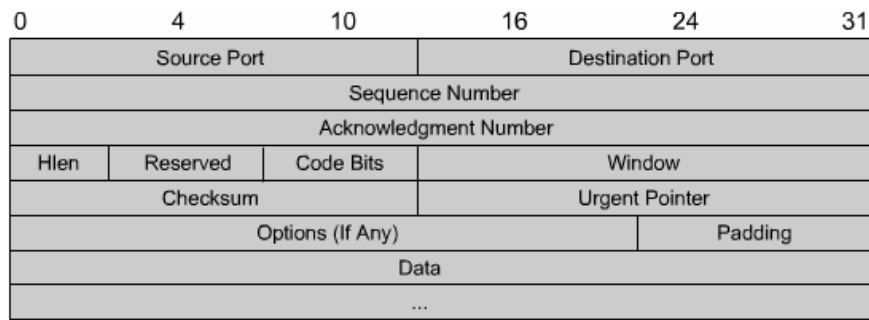 0 4 10 16 24 31
Source Port Destination Port
Sequence Number
Acknowledgment Number
Hlen Reserved Code Bits Window
Checksum Urgent Pointer
Options (If Any) Padding
Data
...